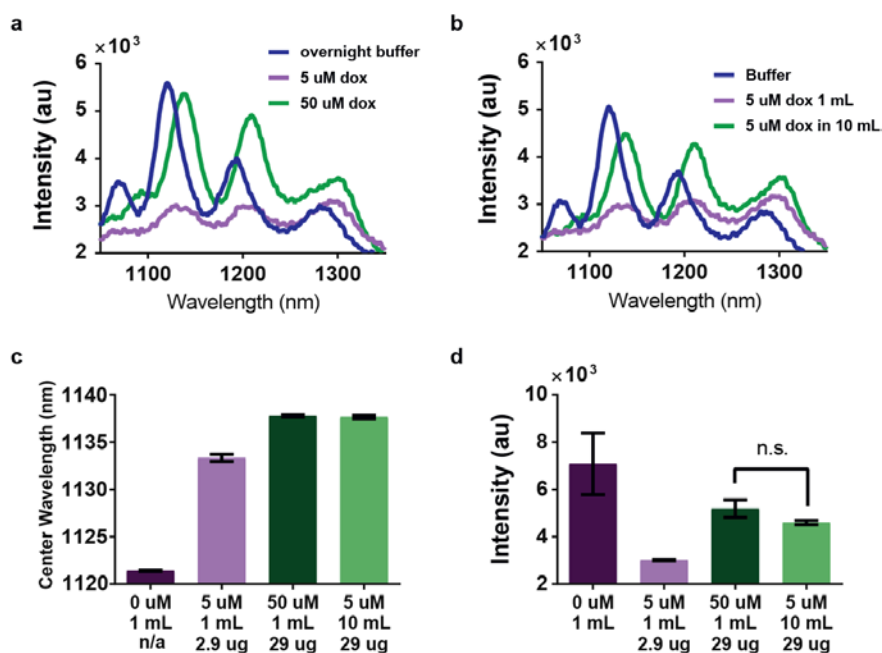 a
× 10³
6
5
4
3
2
Intensity (au)
1100 1200 1300
Wavelength (nm)
overnight buffer
5 uM dox
50 uM dox
b
× 10³
6
5
4
3
2
Intensity (au)
1100 1200 1300
Wavelength (nm)
Buffer
5 uM dox 1 mL
5 uM dox in 10 mL.
c
1140
1135
1130
1125
1120
Center Wavelength (nm)
0 uM 5 uM 50 uM 5 uM
1 mL 1 mL 1 mL 10 mL
n/a 2.9 ug 29 ug 29 ug
d
× 10³
10
8
6
4
2
Intensity (au)
n.s.
0 uM 5 uM 50 uM 5 uM
1 mL 1 mL 1 mL 10 mL
2.9 ug 29 ug 29 ug